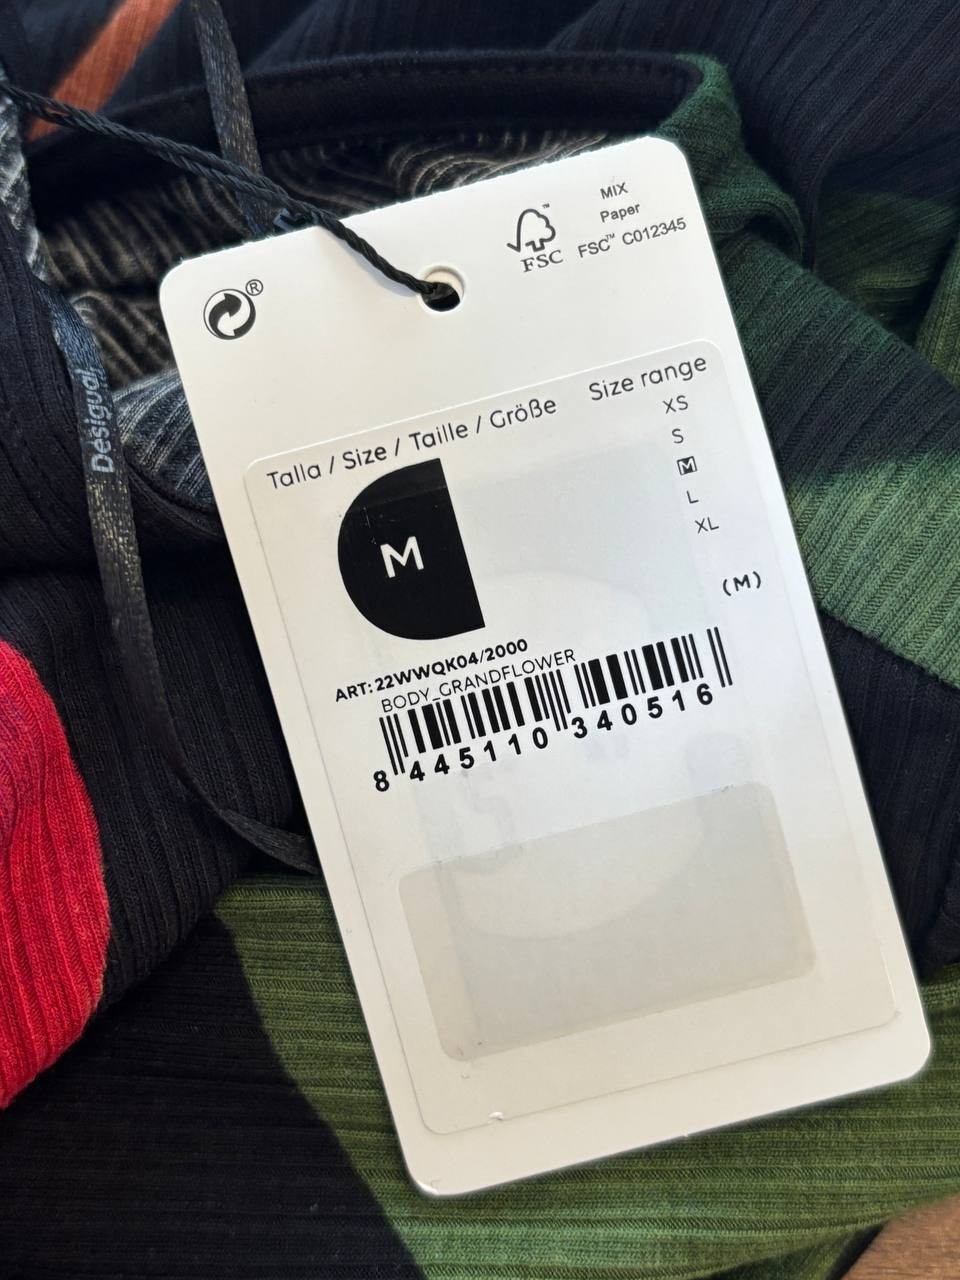 MIX
Paper
FSC™ C012345
FSC
®
Desigual
Talla / Size / Taille / Größe
Size range
XS
S
M
L
XL
M
(M)
ART: 22WWQK04/2000
BODY_GRANDFLOWER
8 445110 340516